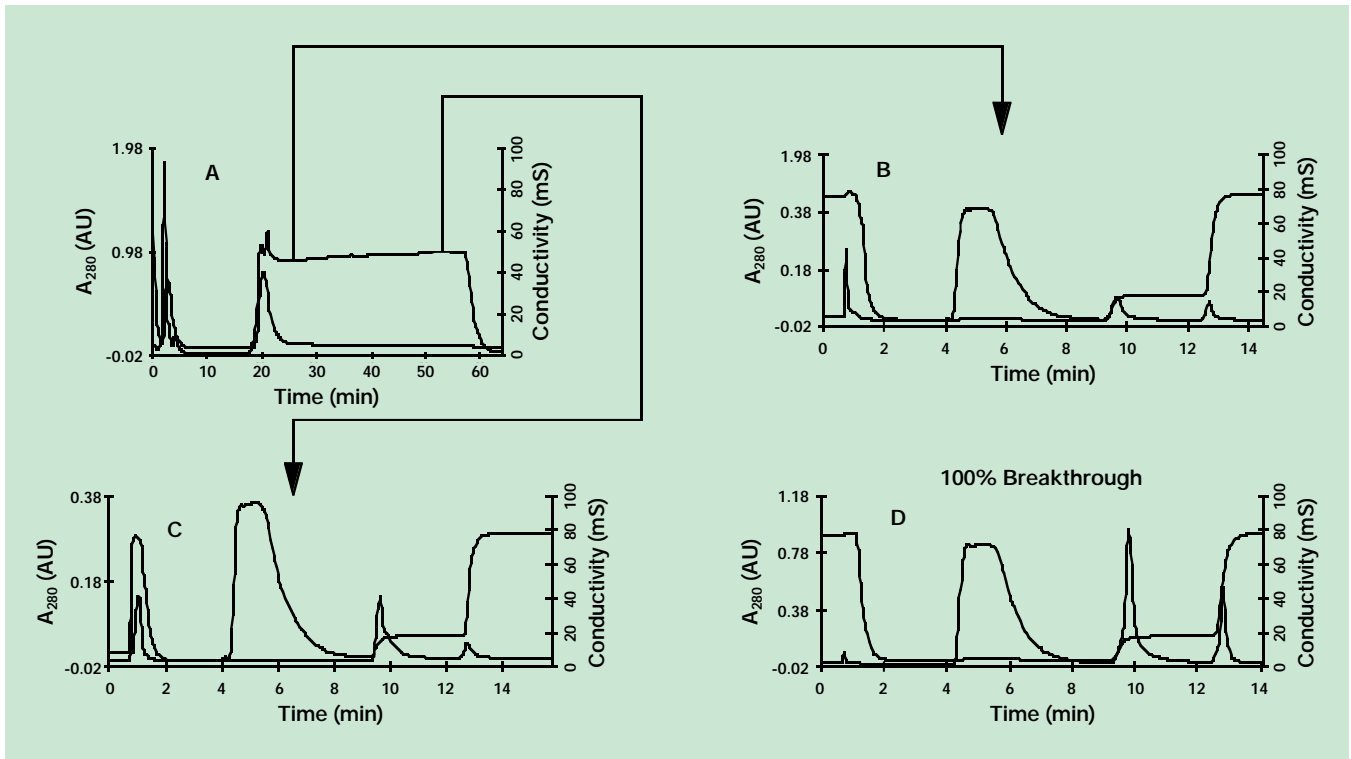 A
1.98
0.98
-0.02
A280 (AU)
100
80
60
40
20
0
Conductivity (mS)
0 10 20 30 40 50 60
Time (min)
B
1.98
0.38
0.18
-0.02
A280 (AU)
100
80
60
40
20
0
Conductivity (mS)
0 2 4 6 8 10 12 14
Time (min)
C
0.38
0.18
-0.02
A280 (AU)
100
80
60
40
20
0
Conductivity (mS)
0 2 4 6 8 10 12 14
Time (min)
100% Breakthrough
D
1.18
0.78
0.38
-0.02
A280 (AU)
100
80
60
40
20
0
Conductivity (mS)
0 2 4 6 8 10 12 14
Time (min)